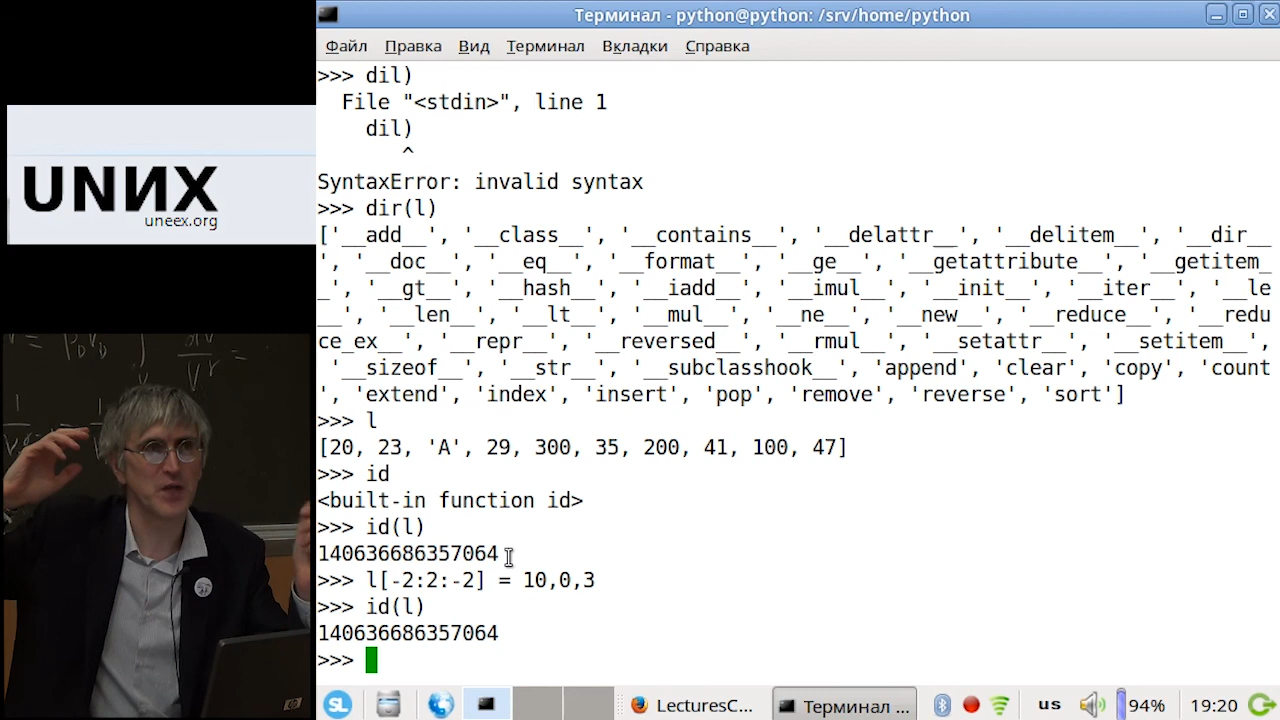 Терминал - python@python: /srv/home/python
Файл Правка Вид Терминал Вкладки Справка
>>> dil)
  File "<stdin>", line 1
    dil)
       ^
SyntaxError: invalid syntax
>>> dir(l)
['__add__', '__class__', '__contains__', '__delattr__', '__delitem__', '__dir__
', '__doc__', '__eq__', '__format__', '__ge__', '__getattribute__', '__getitem_
_', '__gt__', '__hash__', '__iadd__', '__imul__', '__init__', '__iter__', '__le
__', '__len__', '__lt__', '__mul__', '__ne__', '__new__', '__reduce__', '__redu
ce_ex__', '__repr__', '__reversed__', '__rmul__', '__setattr__', '__setitem__',
 '__sizeof__', '__str__', '__subclasshook__', 'append', 'clear', 'copy', 'count
', 'extend', 'index', 'insert', 'pop', 'remove', 'reverse', 'sort']
>>> l
[20, 23, 'A', 29, 300, 35, 200, 41, 100, 47]
>>> id
<built-in function id>
>>> id(l)
140636686357064
>>> l[-2:2:-2] = 10,0,3
>>> id(l)
140636686357064
>>>
UNИX
uneex.org
SL
LecturesC...
Терминал ...
us
94%
19:20